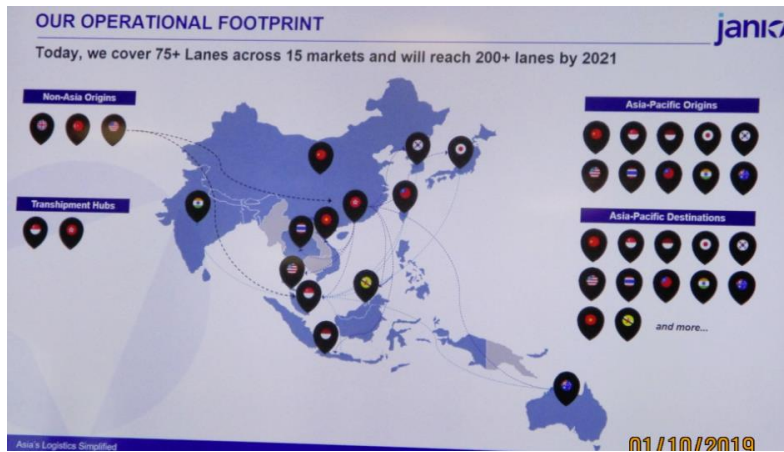 OUR OPERATIONAL FOOTPRINT
Today, we cover 75+ Lanes across 15 markets and will reach 200+ lanes by 2021
Non-Asia Origins
Transhipment Hubs
Asia-Pacific Origins
Asia-Pacific Destinations
and more...
Asia's Logistics Simplified
01/10/2019